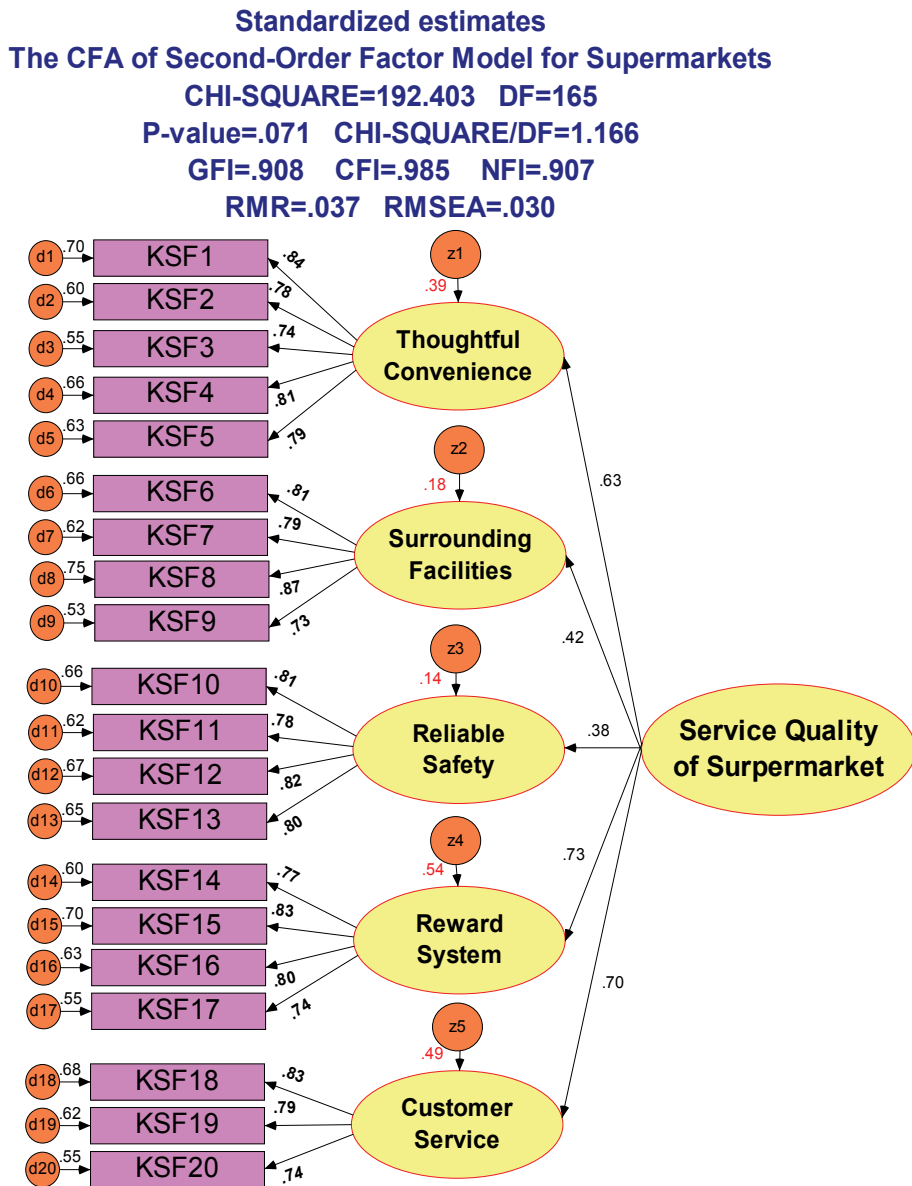 Standardized estimates
The CFA of Second-Order Factor Model for Supermarkets
CHI-SQUARE=192.403 DF=165
P-value=.071 CHI-SQUARE/DF=1.166
GFI=.908 CFI=.985 NFI=.907
RMR=.037 RMSEA=.030
d1 .70 KSF1 .84
d2 .60 KSF2 .78
d3 .55 KSF3 .74
d4 .66 KSF4 .81
d5 .63 KSF5 .79
z1
.39
Thoughtful
Convenience
.63
d6 .66 KSF6 .81
d7 .62 KSF7 .79
d8 .75 KSF8 .87
d9 .53 KSF9 .73
z2
.18
Surrounding
Facilities
.42
d10 .66 KSF10 .81
d11 .62 KSF11 .78
d12 .67 KSF12 .82
d13 .65 KSF13 .80
z3
.14
Reliable
Safety
.38
Service Quality
of Surpermarket
d14 .60 KSF14 .77
d15 .70 KSF15 .83
d16 .63 KSF16 .80
d17 .55 KSF17 .74
z4
.54
Reward
System
.73
d18 .68 KSF18 .83
d19 .62 KSF19 .79
d20 .55 KSF20 .74
z5
.49
Customer
Service
.70